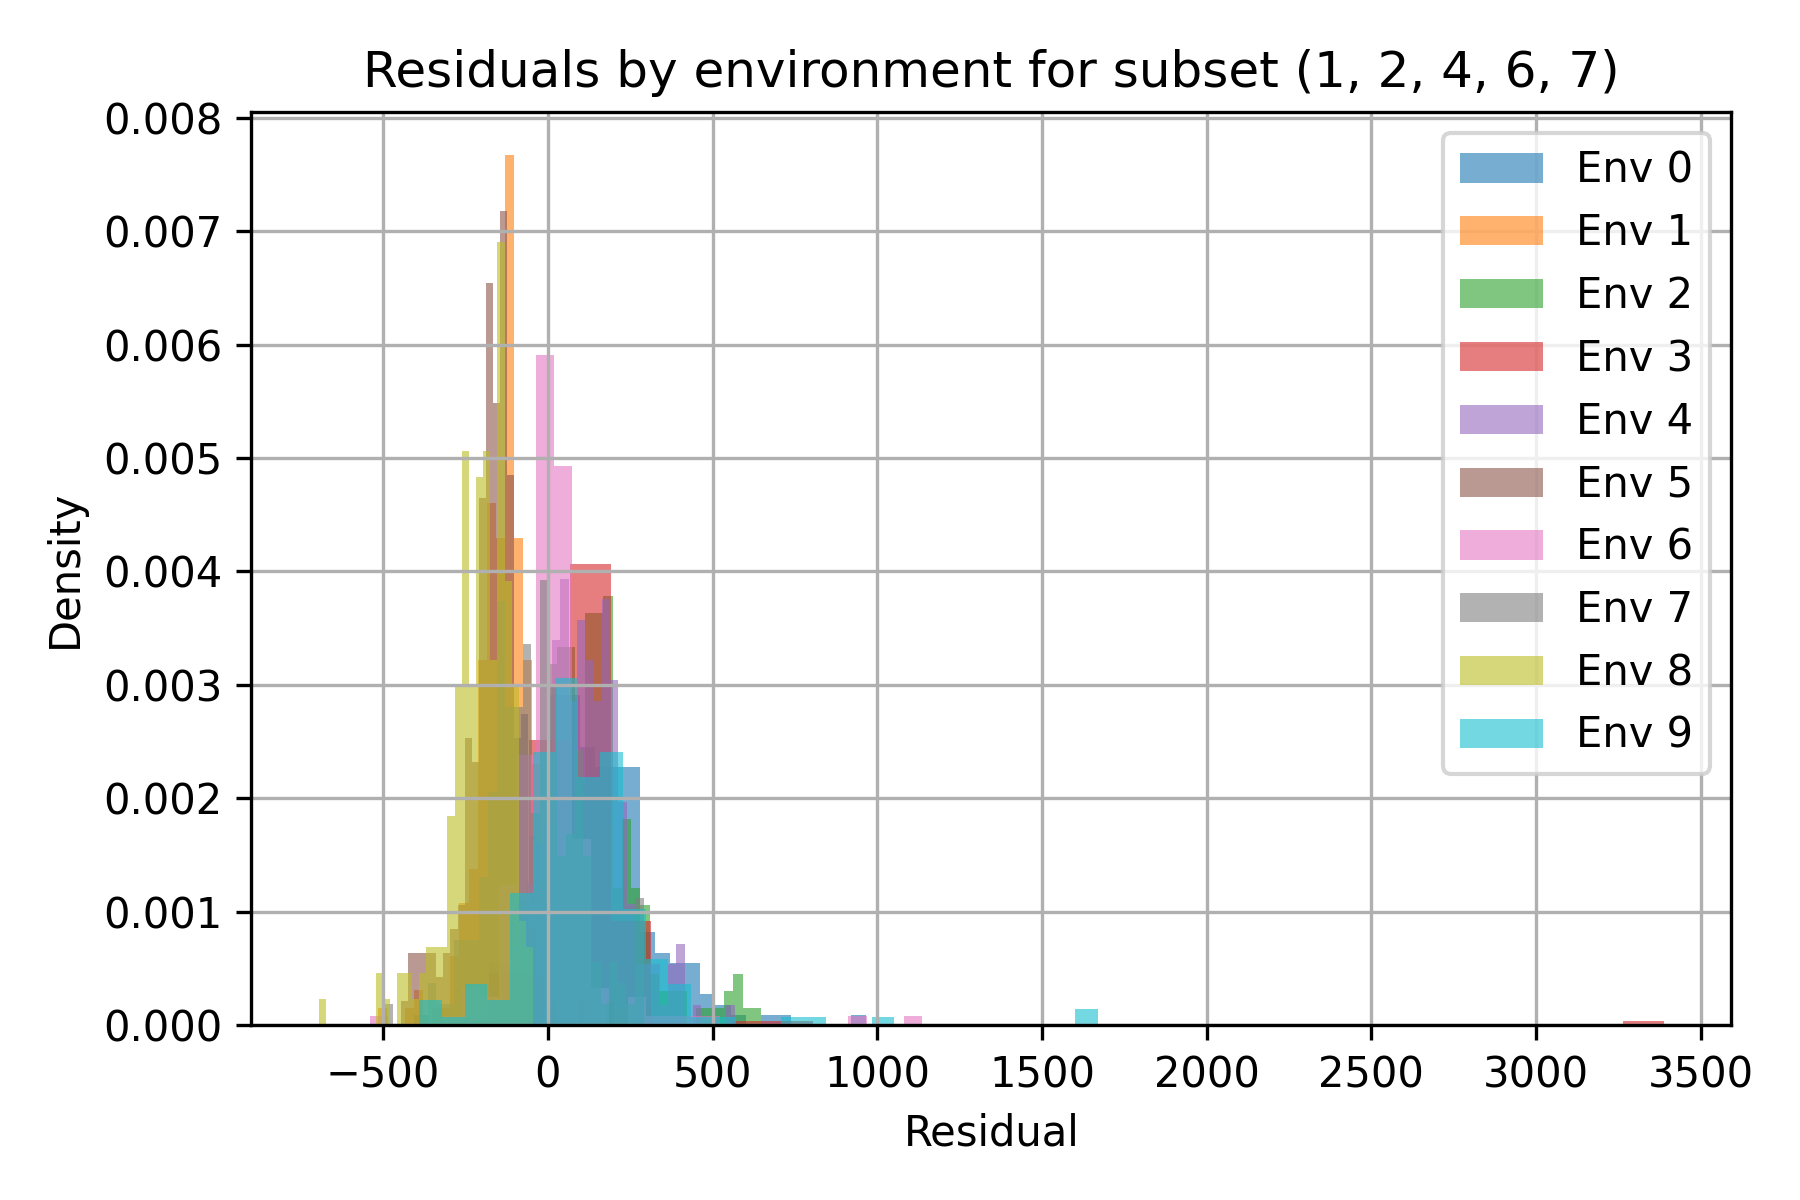 Residuals by environment for subset (1, 2, 4, 6, 7)
0.008
0.007
0.006
0.005
0.004
0.003
0.002
0.001
0.000
Density
Env 0
Env 1
Env 2
Env 3
Env 4
Env 5
Env 6
Env 7
Env 8
Env 9
−500 0 500 1000 1500 2000 2500 3000 3500
Residual